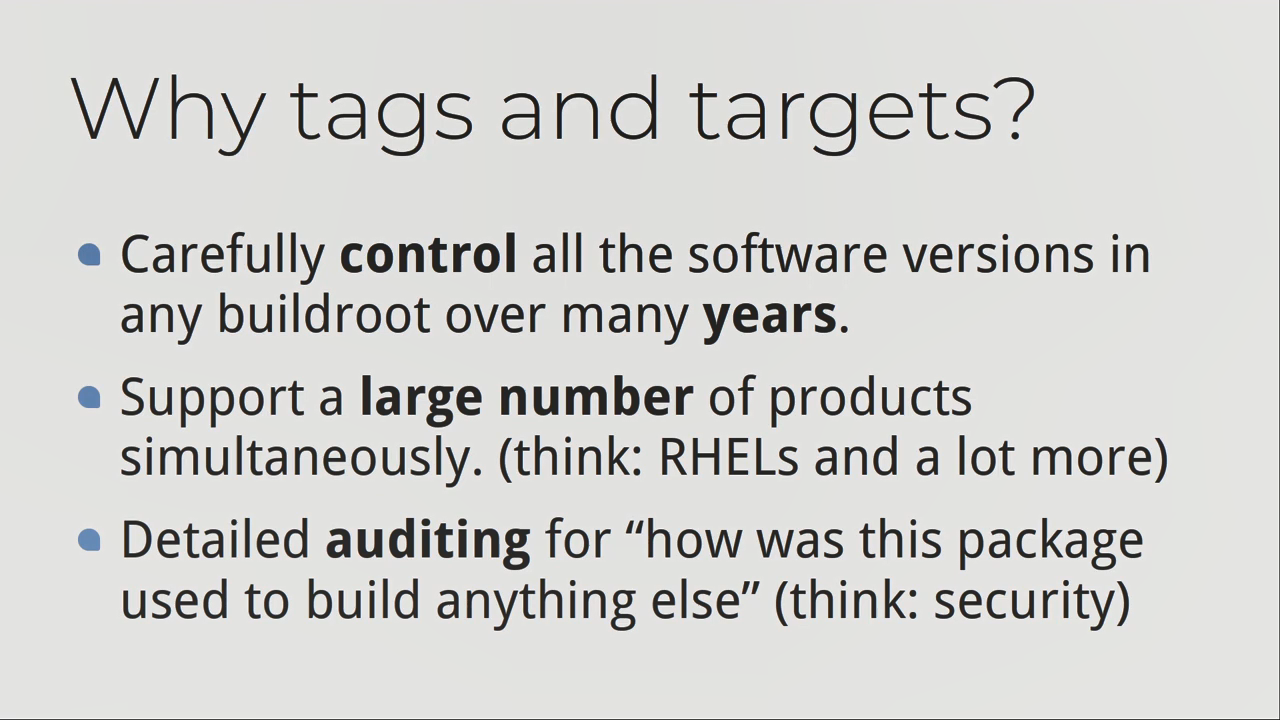 Why tags and targets?
Carefully control all the software versions in
any buildroot over many years.
Support a large number of products
simultaneously. (think: RHELs and a lot more)
Detailed auditing for “how was this package
used to build anything else” (think: security)